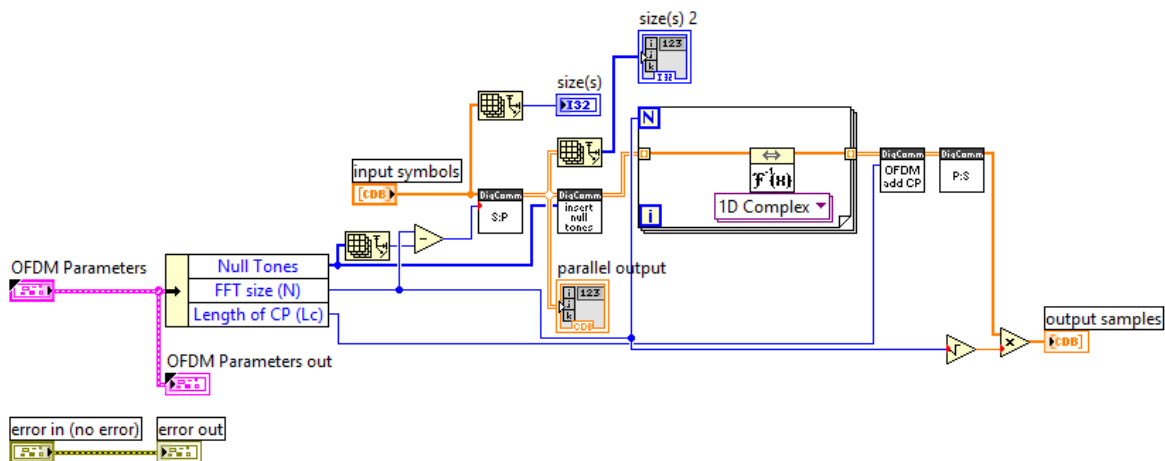 size(s) 2
i 123
j
k
I32
size(s)
I32
N
input symbols
[CDB]
DigComm
S:P
DigComm
insert
null
tones
F⁻¹{x}
1D Complex
i
DigComm
OFDM
add CP
DigComm
P:S
-
OFDM Parameters
Null Tones
FFT size (N)
Length of CP (Lc)
parallel output
i 123
j
k
CDB
output samples
√
x
[CDB]
OFDM Parameters out
error in (no error)
error out